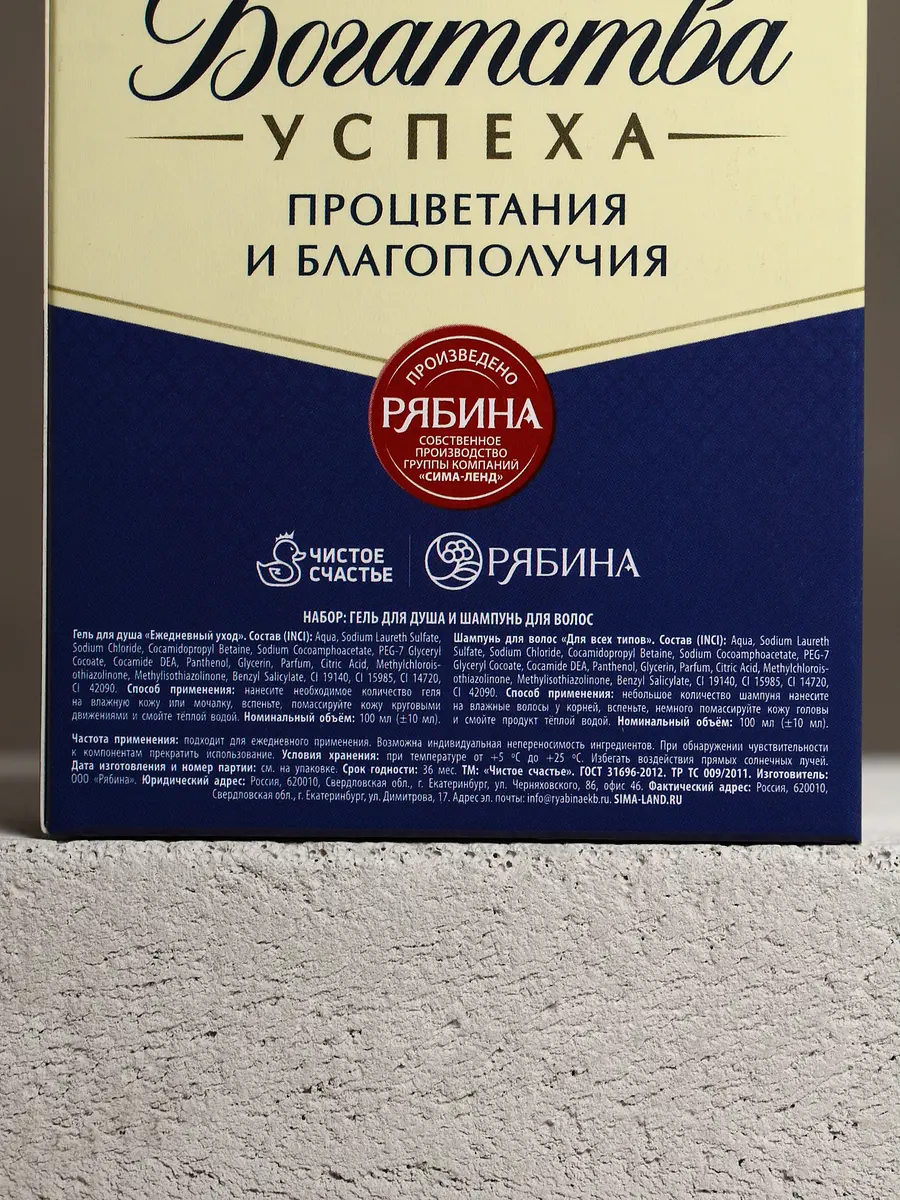 Богатства
УСПЕХА
ПРОЦВЕТАНИЯ
И БЛАГОПОЛУЧИЯ
ПРОИЗВЕДЕНО
РЯБИНА
СОБСТВЕННОЕ
ПРОИЗВОДСТВО
ГРУППЫ КОМПАНИЙ
«СИМА-ЛЕНД»
ЧИСТОЕ
СЧАСТЬЕ
РЯБИНА
НАБОР: ГЕЛЬ ДЛЯ ДУША И ШАМПУНЬ ДЛЯ ВОЛОС
Гель для душа «Ежедневный уход». Состав (INCI): Aqua, Sodium Laureth Sulfate,
Sodium Chloride, Cocamidopropyl Betaine, Sodium Cocoamphoacetate, PEG-7 Glyceryl
Cocoate, Cocamide DEA, Panthenol, Glycerin, Parfum, Citric Acid, Methylchlorois-
othiazolinone, Methylisothiazolinone, Benzyl Salicylate, CI 19140, CI 15985, CI 14720,
CI 42090. Способ применения: нанесите необходимое количество геля
на влажную кожу или мочалку, вспеньте, помассируйте кожу круговыми
движениями и смойте тёплой водой. Номинальный объём: 100 мл (±10 мл).
Шампунь для волос «Для всех типов». Состав (INCI): Aqua, Sodium Laureth
Sulfate, Sodium Chloride, Cocamidopropyl Betaine, Sodium Cocoamphoacetate, PEG-7
Glyceryl Cocoate, Cocamide DEA, Panthenol, Glycerin, Parfum, Citric Acid, Methylchlorois-
othiazolinone, Methylisothiazolinone, Benzyl Salicylate, CI 19140, CI 15985, CI 14720,
CI 42090. Способ применения: небольшое количество шампуня нанесите
на влажные волосы у корней, вспеньте, немного помассируйте кожу головы
и смойте продукт тёплой водой. Номинальный объём: 100 мл (±10 мл).
Частота применения: подходит для ежедневного применения. Возможна индивидуальная непереносимость ингредиентов. При обнаружении чувствительности
к компонентам прекратить использование. Условия хранения: при температуре от +5 °С до +25 °С. Избегать воздействия прямых солнечных лучей.
Дата изготовления и номер партии: см. на упаковке. Срок годности: 36 мес. ТМ: «Чистое счастье». ГОСТ 31696-2012. ТР ТС 009/2011. Изготовитель:
ООО «Рябина». Юридический адрес: Россия, 620010, Свердловская обл., г. Екатеринбург, ул. Черняховского, 86, офис 46. Фактический адрес: Россия, 620010,
Свердловская обл., г. Екатеринбург, ул. Димитрова, 17. Адрес эл. почты: info@ryabinaekb.ru. SIMA-LAND.RU